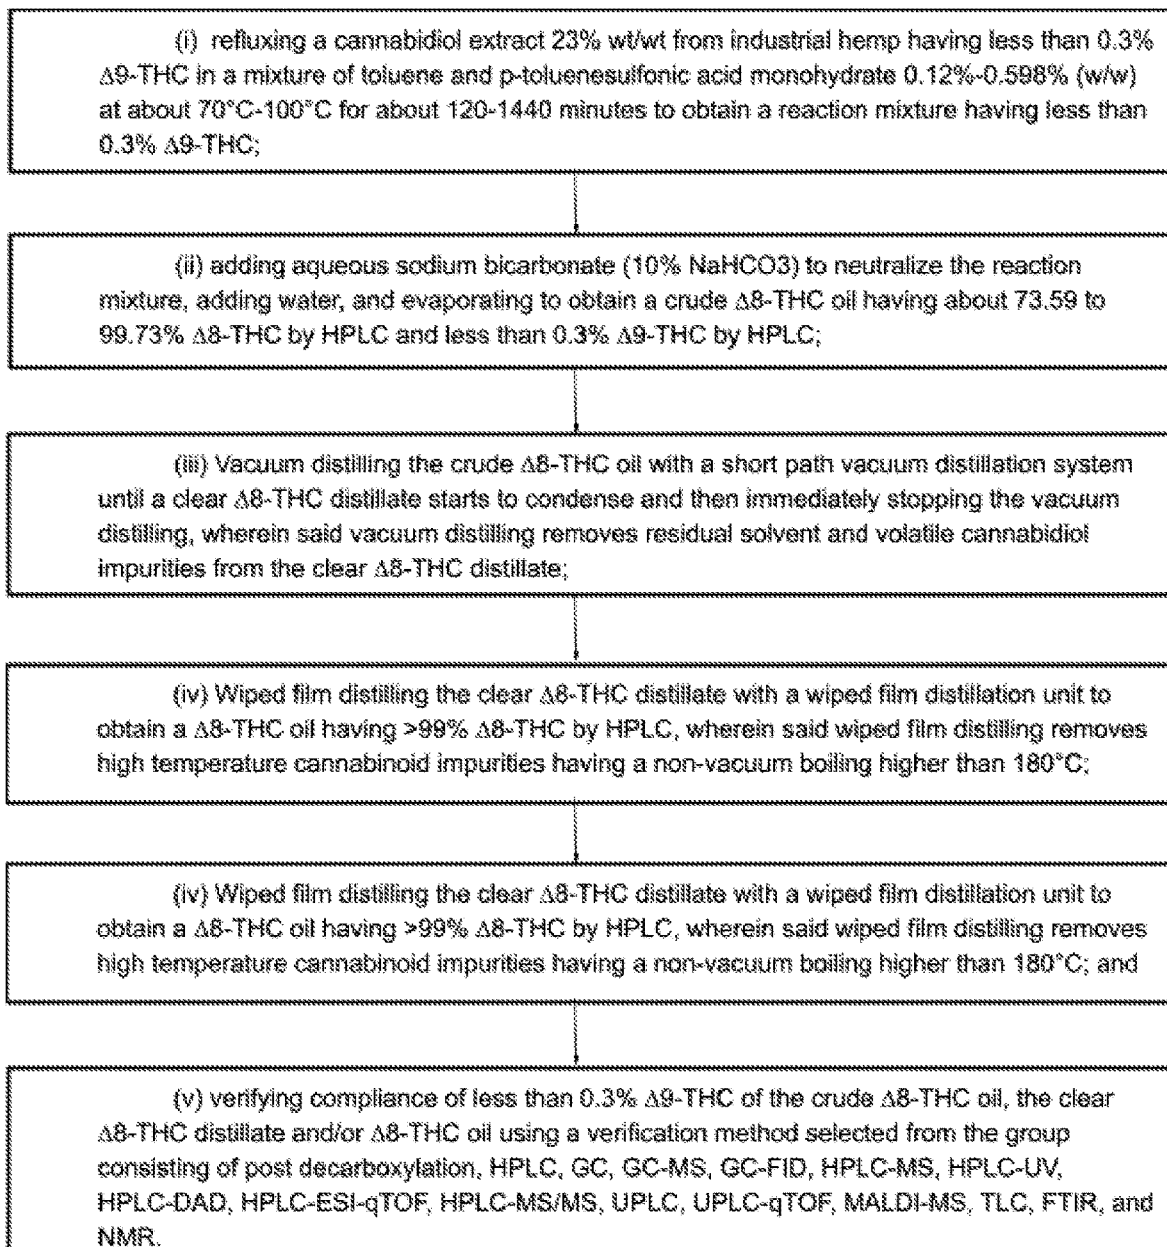 (i) refluxing a cannabidiol extract 23% wt/wt from industrial hemp having less than 0.3%
Δ9-THC in a mixture of toluene and p-toluenesulfonic acid monohydrate 0.12%-0.598% (w/w)
at about 70°C-100°C for about 120-1440 minutes to obtain a reaction mixture having less than
0.3% Δ9-THC;
(ii) adding aqueous sodium bicarbonate (10% NaHCO3) to neutralize the reaction
mixture, adding water, and evaporating to obtain a crude Δ8-THC oil having about 73.59 to
99.73% Δ8-THC by HPLC and less than 0.3% Δ9-THC by HPLC;
(iii) Vacuum distilling the crude Δ8-THC oil with a short path vacuum distillation system
until a clear Δ8-THC distillate starts to condense and then immediately stopping the vacuum
distilling, wherein said vacuum distilling removes residual solvent and volatile cannabidiol
impurities from the clear Δ8-THC distillate;
(iv) Wiped film distilling the clear Δ8-THC distillate with a wiped film distillation unit to
obtain a Δ8-THC oil having >99% Δ8-THC by HPLC, wherein said wiped film distilling removes
high temperature cannabinoid impurities having a non-vacuum boiling higher than 180°C;
(iv) Wiped film distilling the clear Δ8-THC distillate with a wiped film distillation unit to
obtain a Δ8-THC oil having >99% Δ8-THC by HPLC, wherein said wiped film distilling removes
high temperature cannabinoid impurities having a non-vacuum boiling higher than 180°C; and
(v) verifying compliance of less than 0.3% Δ9-THC of the crude Δ8-THC oil, the clear
Δ8-THC distillate and/or Δ8-THC oil using a verification method selected from the group
consisting of post decarboxylation, HPLC, GC, GC-MS, GC-FID, HPLC-MS, HPLC-UV,
HPLC-DAD, HPLC-ESI-qTOF, HPLC-MS/MS, UPLC, UPLC-qTOF, MALDI-MS, TLC, FTIR, and
NMR.